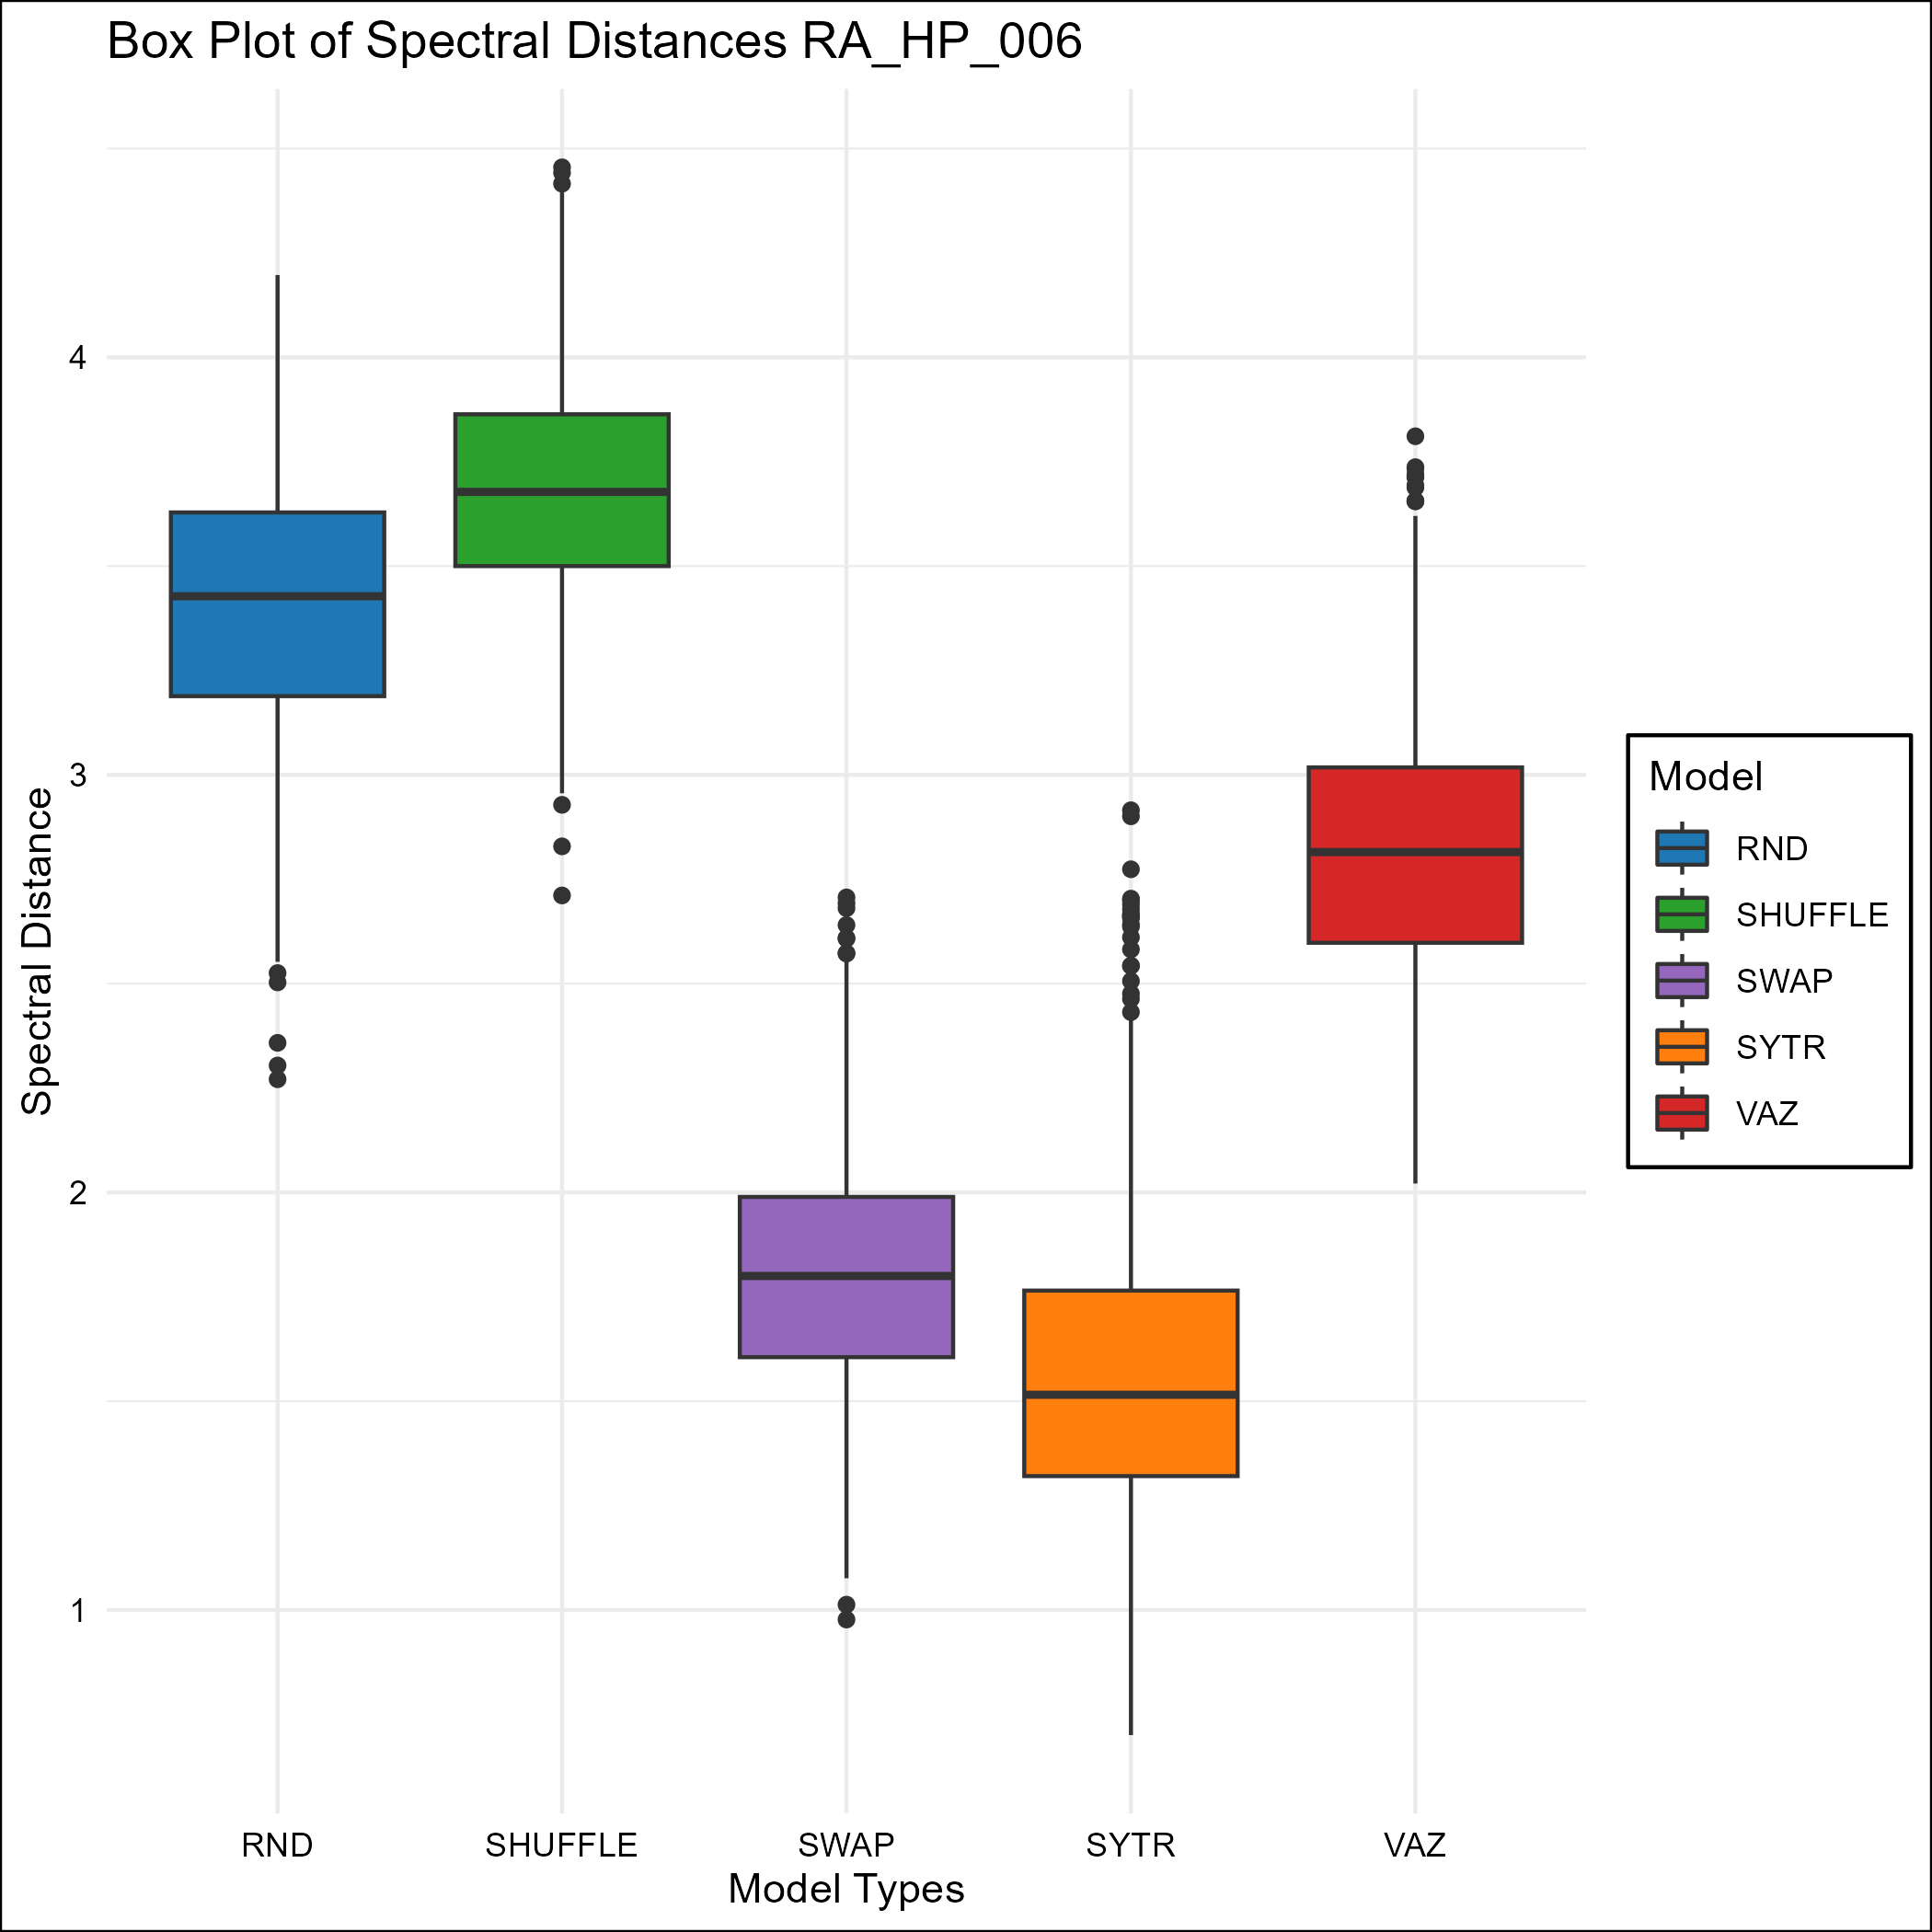 Box Plot of Spectral Distances RA_HP_006
Spectral Distance
4
3
2
1
RND
SHUFFLE
SWAP
SYTR
VAZ
Model Types
Model
RND
SHUFFLE
SWAP
SYTR
VAZ